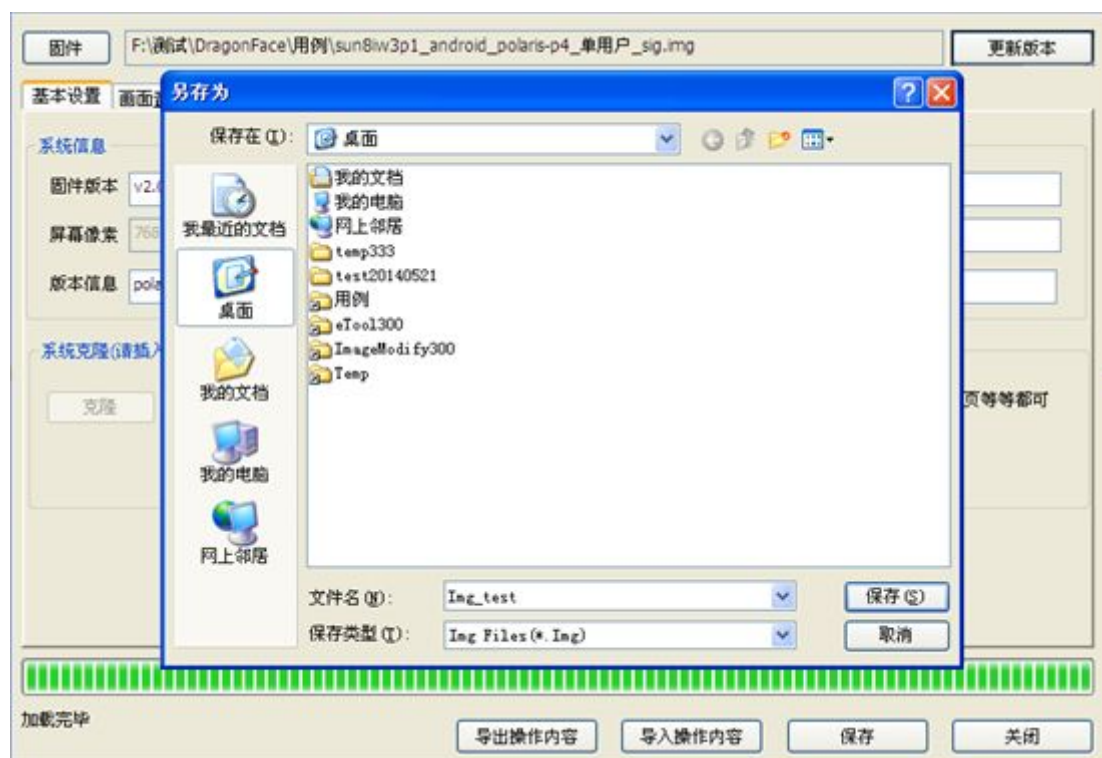 固件 F:\测试\DragonFace\用例\sun8iw3p1_android_polaris-p4_单用户_sig.img 更新版本
基本设置 画面
另存为
系统信息
保存在(I): 桌面
固件版本 v2.
屏幕像素 768
版本信息 pola
系统克隆(请插入
克隆
页等等都可
我最近的文档
桌面
我的文档
我的电脑
网上邻居
我的文档
我的电脑
网上邻居
temp333
test20140521
用例
eTool300
ImageModify300
Temp
文件名(N): Img_test 保存(S)
保存类型(T): Img Files(*.Img) 取消
加载完毕
导出操作内容 导入操作内容 保存 关闭